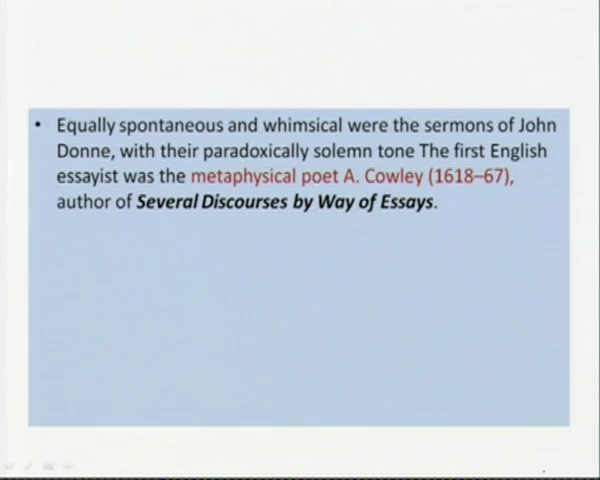 • Equally spontaneous and whimsical were the sermons of John
Donne, with their paradoxically solemn tone The first English
essayist was the metaphysical poet A. Cowley (1618–67),
author of Several Discourses by Way of Essays.